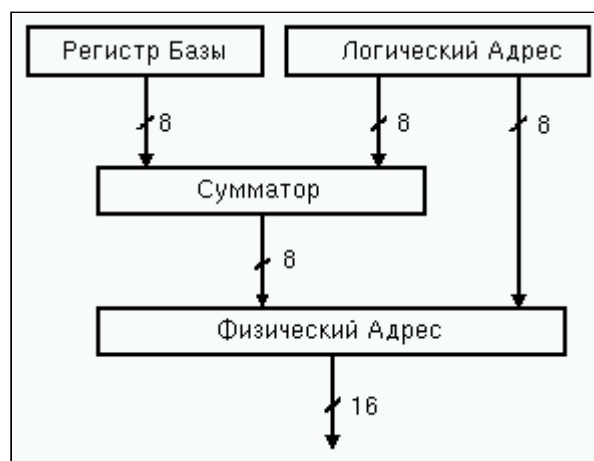 Регистр Базы
Логический Адрес
8
8
8
Сумматор
8
Физический Адрес
16